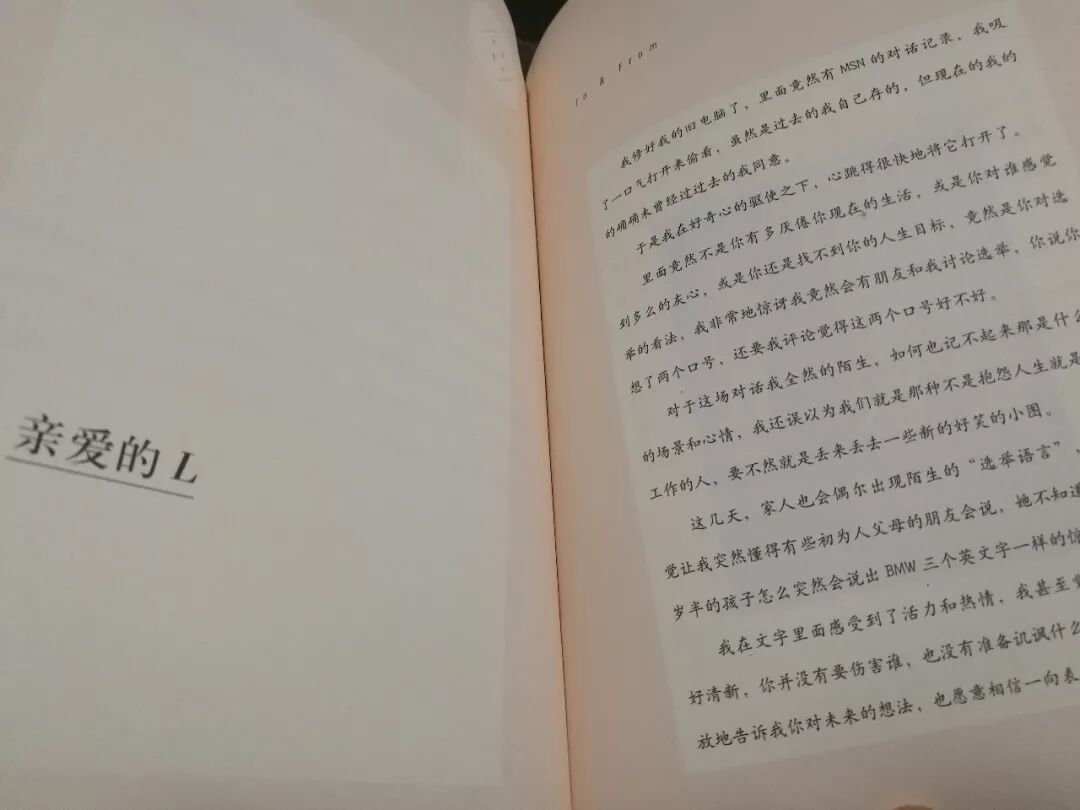 亲爱的 L
To & From
我修好我的旧电脑了，里面竟然有 MSN 的对话记录，我吸
了一口气打开来偷看，虽然是过去的我自己存的，但现在的我的
的确确未曾经过过去的我同意。
于是我在好奇心的驱使之下，心跳得很快地将它打开了。
里面竟然不是你有多厌倦你现在的生活，或是你对谁感觉
到多么的灰心，或是你还是找不到你的人生目标，竟然是你对选
举的看法，我非常地惊讶我竟然会有朋友和我讨论选举，你说你
想了两个口号，还要我评论觉得这两个口号好不好。
对于这场对话我全然的陌生，如何也记不起来那是什么
的场景和心情，我还误以为我们就是那种不是抱怨人生就是
工作的人，要不然就是丢来丢去一些新的好笑的小图。
这几天，家人也会偶尔出现陌生的“选举语言”，
觉让我突然懂得有些初为人父母的朋友会说，她不知道
岁半的孩子怎么突然会说出 BMW 三个英文字一样的惊
我在文字里面感受到了活力和热情，我甚至觉
好清新，你并没有要伤害谁，也没有准备讥讽什么
放地告诉我你对未来的想法，也愿意相信一向表